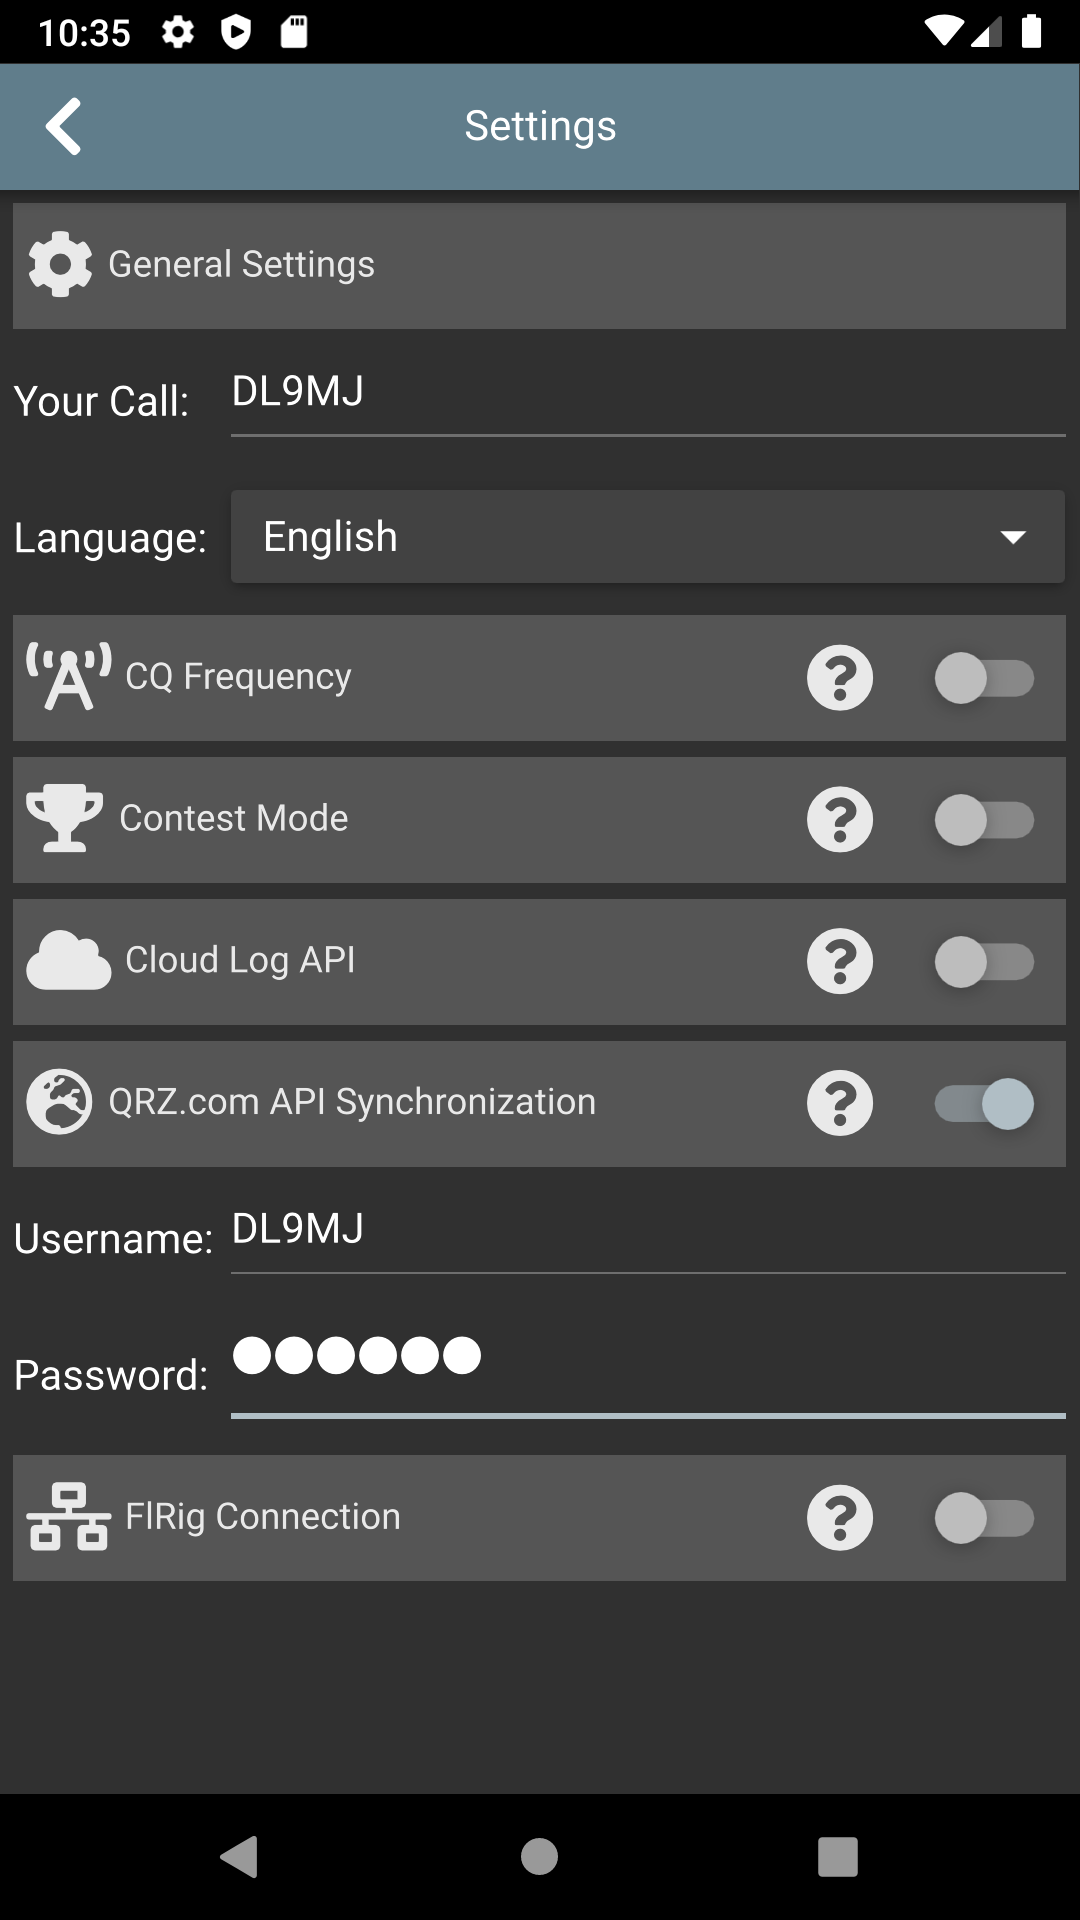 10:35
Settings
General Settings
Your Call: DL9MJ
Language: English
CQ Frequency
Contest Mode
Cloud Log API
QRZ.com API Synchronization
Username: DL9MJ
Password: ●●●●●●
FlRig Connection